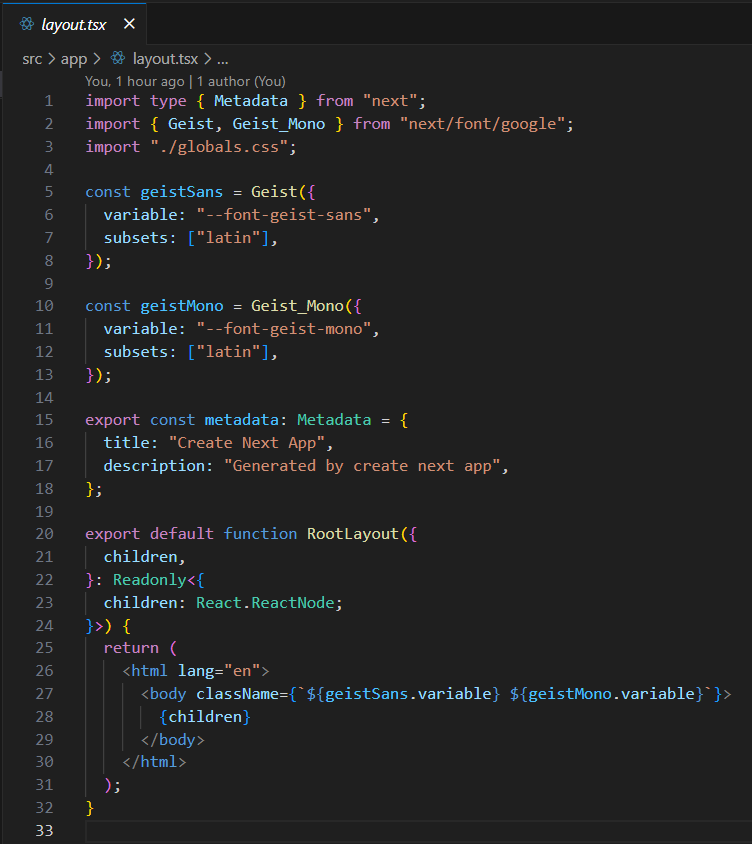 layout.tsx ×
src > app > layout.tsx > ...
You, 1 hour ago | 1 author (You)
1 import type { Metadata } from "next";
2 import { Geist, Geist_Mono } from "next/font/google";
3 import "./globals.css";
4
5 const geistSans = Geist({
6   variable: "--font-geist-sans",
7   subsets: ["latin"],
8 });
9
10 const geistMono = Geist_Mono({
11   variable: "--font-geist-mono",
12   subsets: ["latin"],
13 });
14
15 export const metadata: Metadata = {
16   title: "Create Next App",
17   description: "Generated by create next app",
18 };
19
20 export default function RootLayout({
21   children,
22 }: Readonly<{
23   children: React.ReactNode;
24 }>) {
25   return (
26     <html lang="en">
27       <body className={`${geistSans.variable} ${geistMono.variable}`}>
28         {children}
29       </body>
30     </html>
31   );
32 }
33